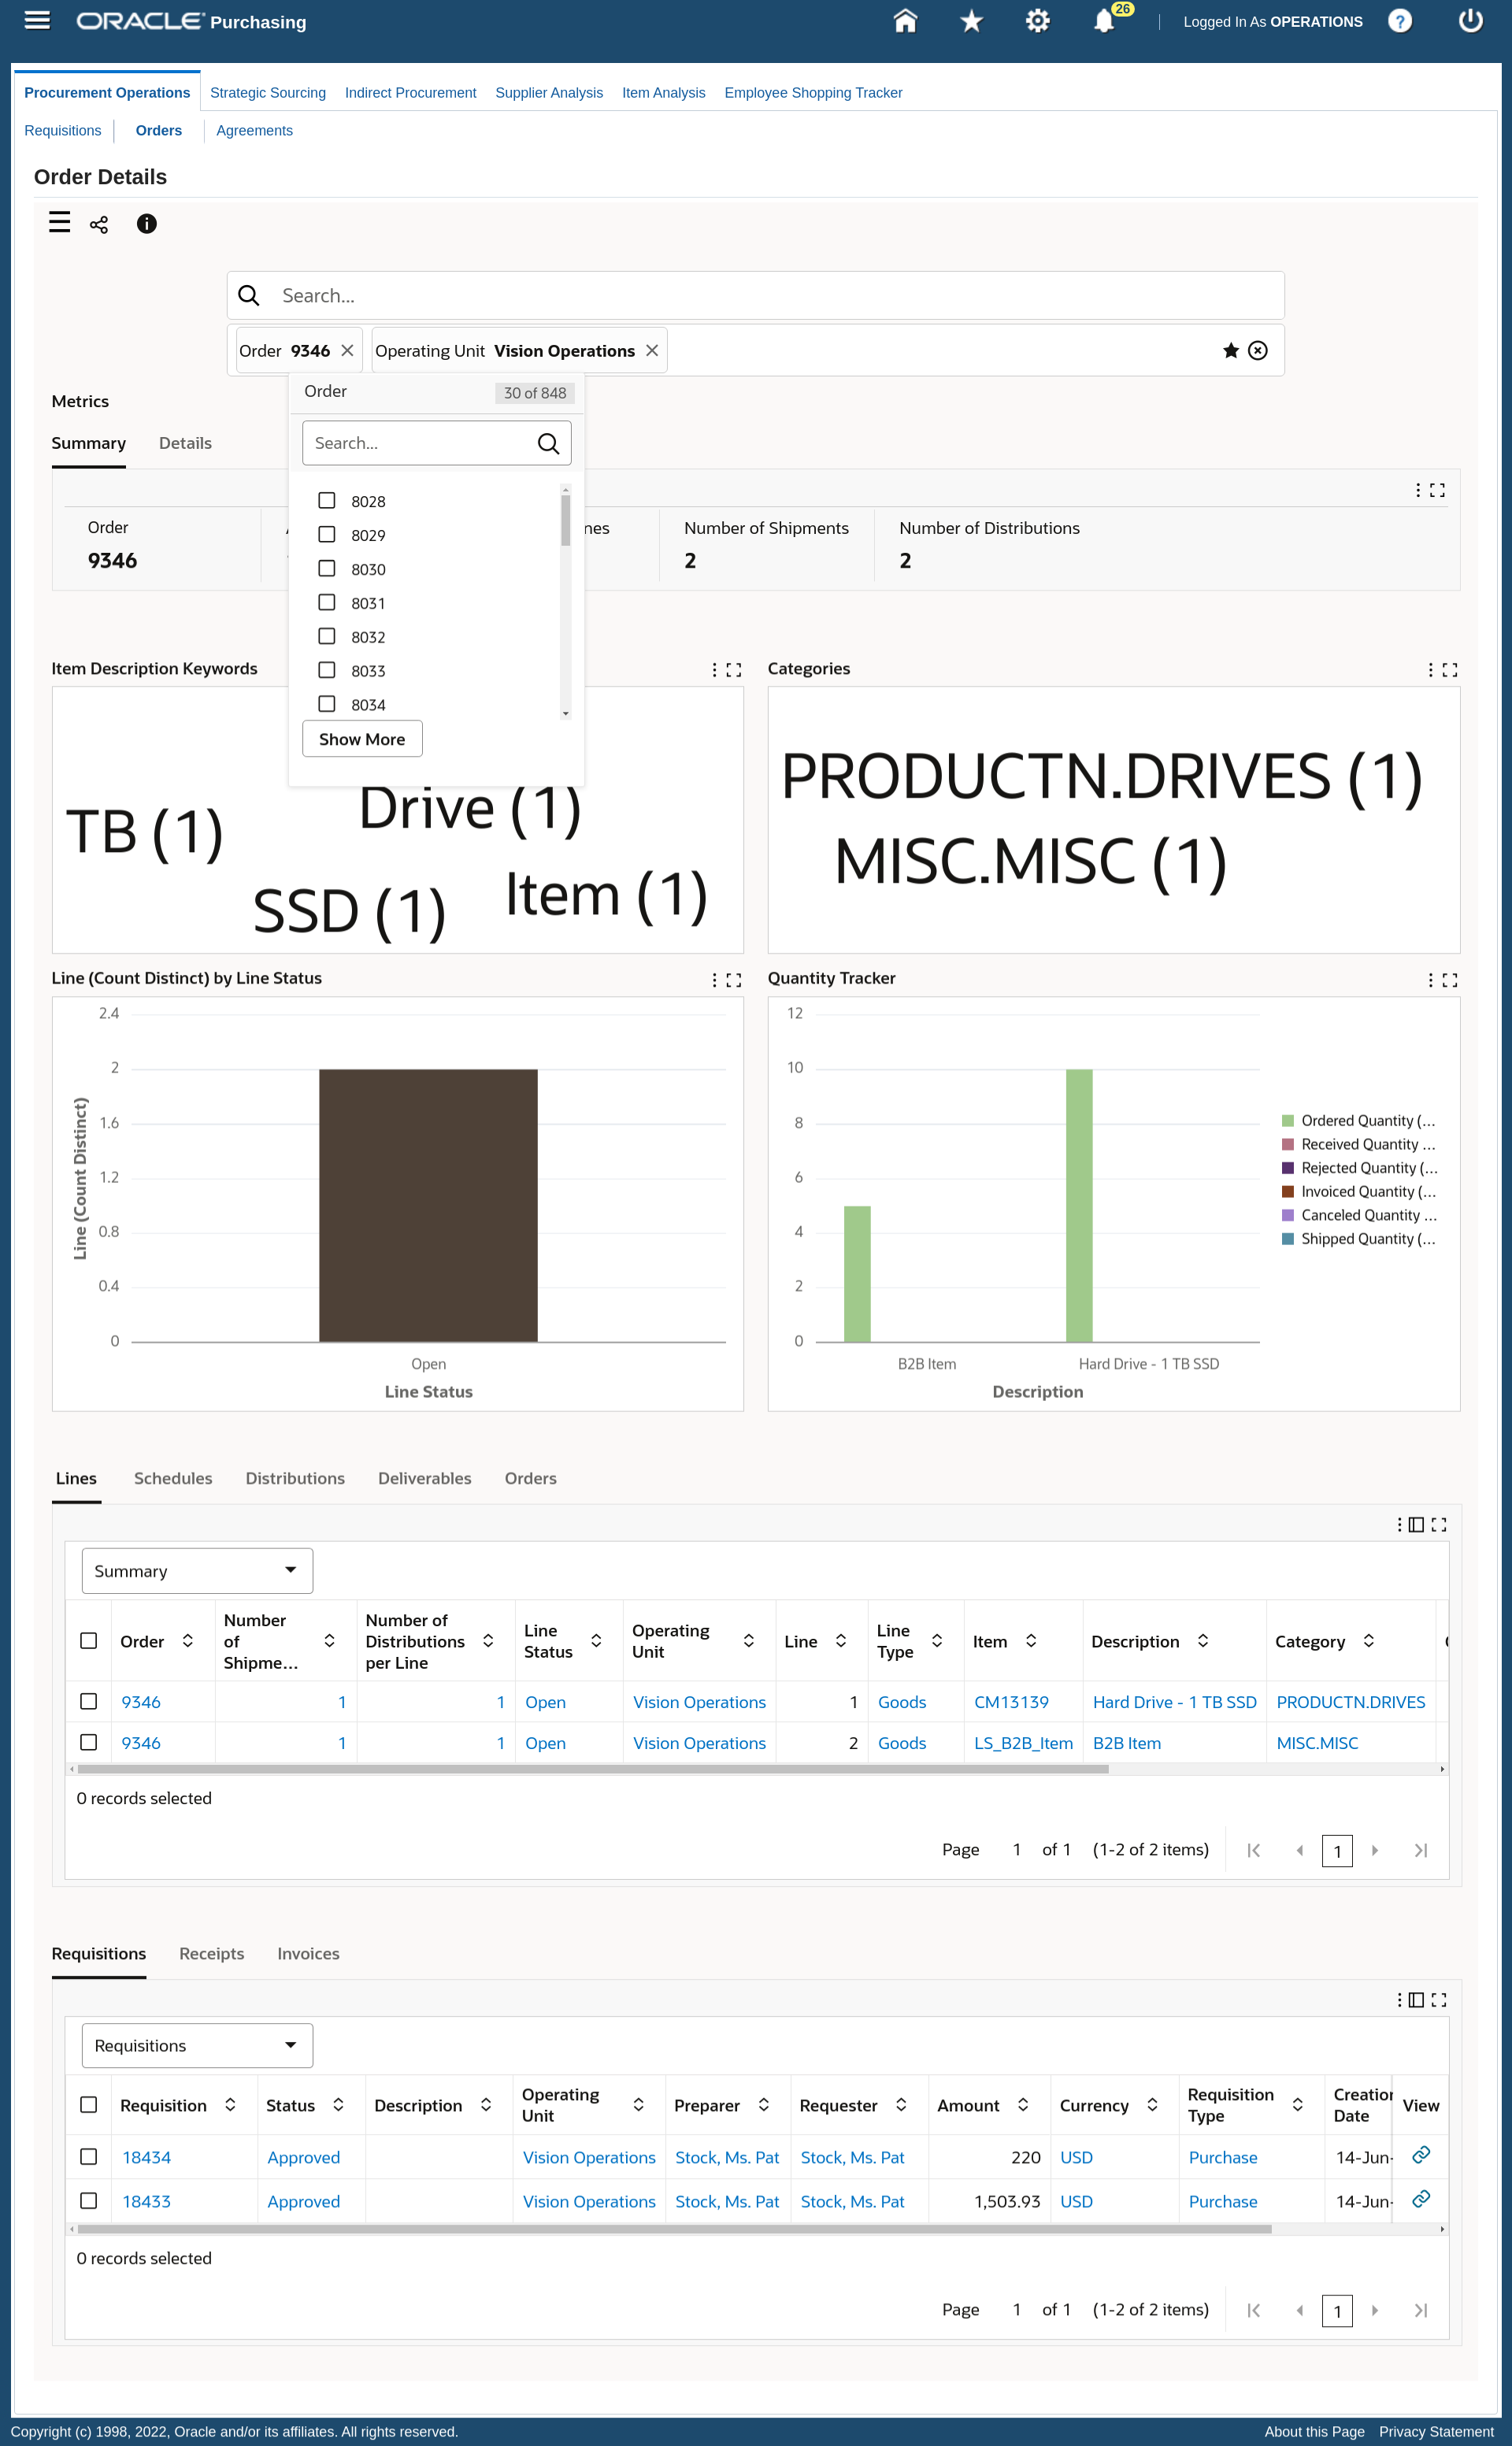 ORACLE Purchasing 26 Logged In As OPERATIONS
Procurement Operations Strategic Sourcing Indirect Procurement Supplier Analysis Item Analysis Employee Shopping Tracker
Requisitions Orders Agreements
Order Details
Search...
Order 9346 Operating Unit Vision Operations
Order 30 of 848
Search...
8028
8029
8030
8031
8032
8033
8034
Show More
Metrics
Summary Details
Order Number of Shipments Number of Distributions
9346 2 2
Item Description Keywords
TB (1)
Drive (1)
SSD (1)
Item (1)
Categories
PRODUCTN.DRIVES (1)
MISC.MISC (1)
Line (Count Distinct) by Line Status
2.4
2
1.6
1.2
0.8
0.4
0
Line (Count Distinct)
Open
Line Status
Quantity Tracker
12
10
8
6
4
2
0
B2B Item Hard Drive - 1 TB SSD
Description
Ordered Quantity (...
Received Quantity ...
Rejected Quantity (...
Invoiced Quantity (...
Canceled Quantity ...
Shipped Quantity (...
Lines Schedules Distributions Deliverables Orders
Summary
Order Number of Shipme... Number of Distributions per Line Line Status Operating Unit Line Line Type Item Description Category
9346 1 1 Open Vision Operations 1 Goods CM13139 Hard Drive - 1 TB SSD PRODUCTN.DRIVES
9346 1 1 Open Vision Operations 2 Goods LS_B2B_Item B2B Item MISC.MISC
0 records selected
Page 1 of 1 (1-2 of 2 items) 1
Requisitions Receipts Invoices
Requisitions
Requisition Status Description Operating Unit Preparer Requester Amount Currency Requisition Type Creation Date View
18434 Approved Vision Operations Stock, Ms. Pat Stock, Ms. Pat 220 USD Purchase 14-Jun-
18433 Approved Vision Operations Stock, Ms. Pat Stock, Ms. Pat 1,503.93 USD Purchase 14-Jun-
0 records selected
Page 1 of 1 (1-2 of 2 items) 1
Copyright (c) 1998, 2022, Oracle and/or its affiliates. All rights reserved. About this Page Privacy Statement